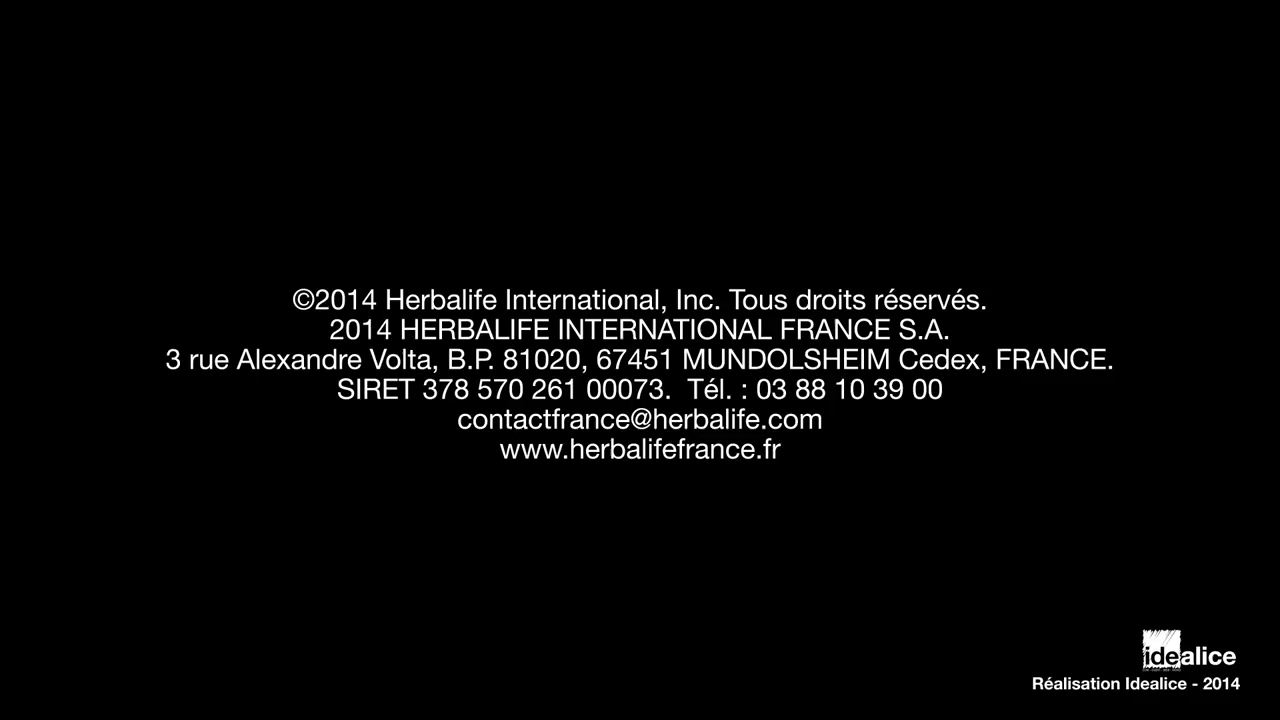 ©2014 Herbalife International, Inc. Tous droits réservés.
2014 HERBALIFE INTERNATIONAL FRANCE S.A.
3 rue Alexandre Volta, B.P. 81020, 67451 MUNDOLSHEIM Cedex, FRANCE.
SIRET 378 570 261 00073.  Tél. : 03 88 10 39 00
contactfrance@herbalife.com
www.herbalifefrance.fr
idealice
Réalisation Idealice - 2014